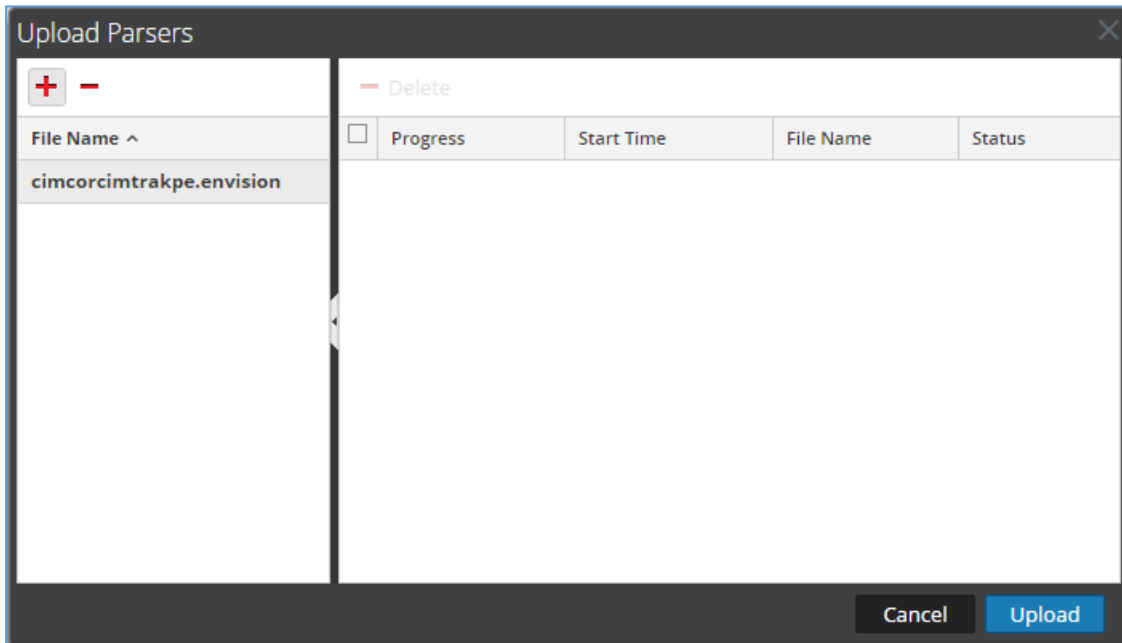 Upload Parsers
Delete
File Name
Progress Start Time File Name Status
cimcorcimtrakpe.envision
Cancel Upload